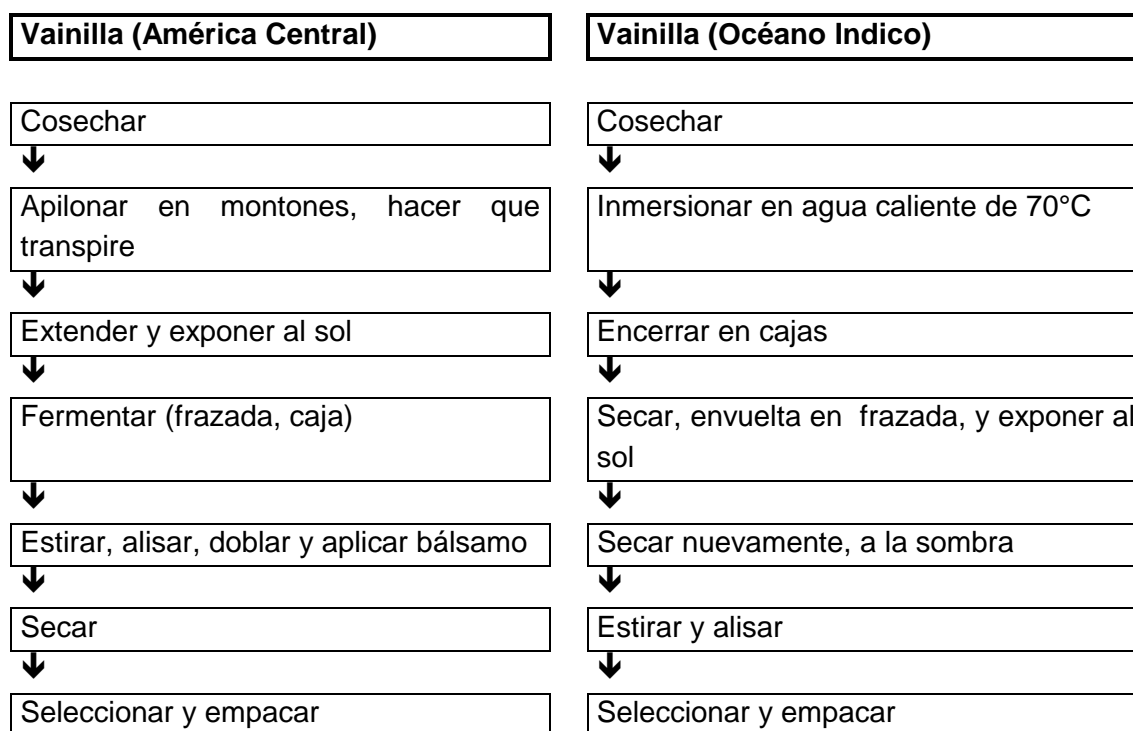 Vainilla (América Central)
Cosechar
Apilonar en montones, hacer que
transpire
Extender y exponer al sol
Fermentar (frazada, caja)
Estirar, alisar, doblar y aplicar bálsamo
Secar
Seleccionar y empacar
Vainilla (Océano Indico)
Cosechar
Inmersionar en agua caliente de 70°C
Encerrar en cajas
Secar, envuelta en frazada, y exponer al
sol
Secar nuevamente, a la sombra
Estirar y alisar
Seleccionar y empacar